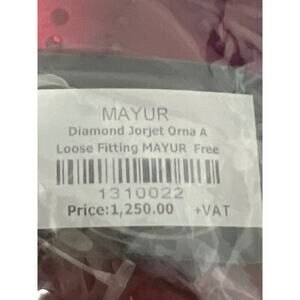 MAYUR
Diamond Jorjet Orna A
Loose Fitting MAYUR Free
1310022
Price:1,250.00 +VAT